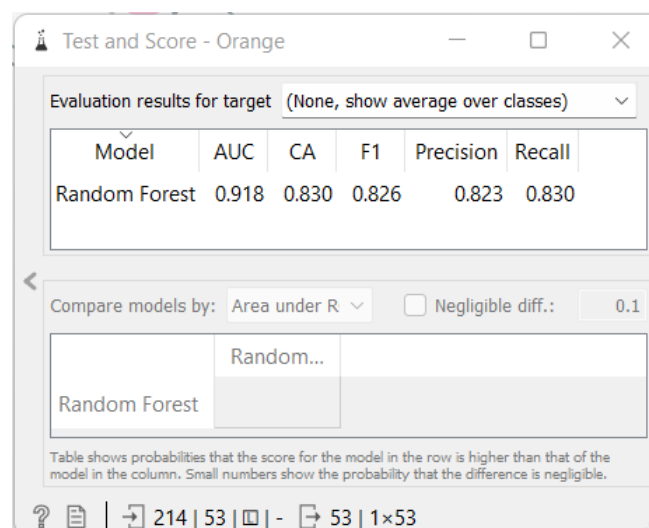 Test and Score - Orange
Evaluation results for target (None, show average over classes)
Model AUC CA F1 Precision Recall
Random Forest 0.918 0.830 0.826 0.823 0.830
Compare models by: Area under R Negligible diff.: 0.1
Random...
Random Forest
Table shows probabilities that the score for the model in the row is higher than that of the
model in the column. Small numbers show the probability that the difference is negligible.
? | 214 | 53 | | - 53 | 1×53